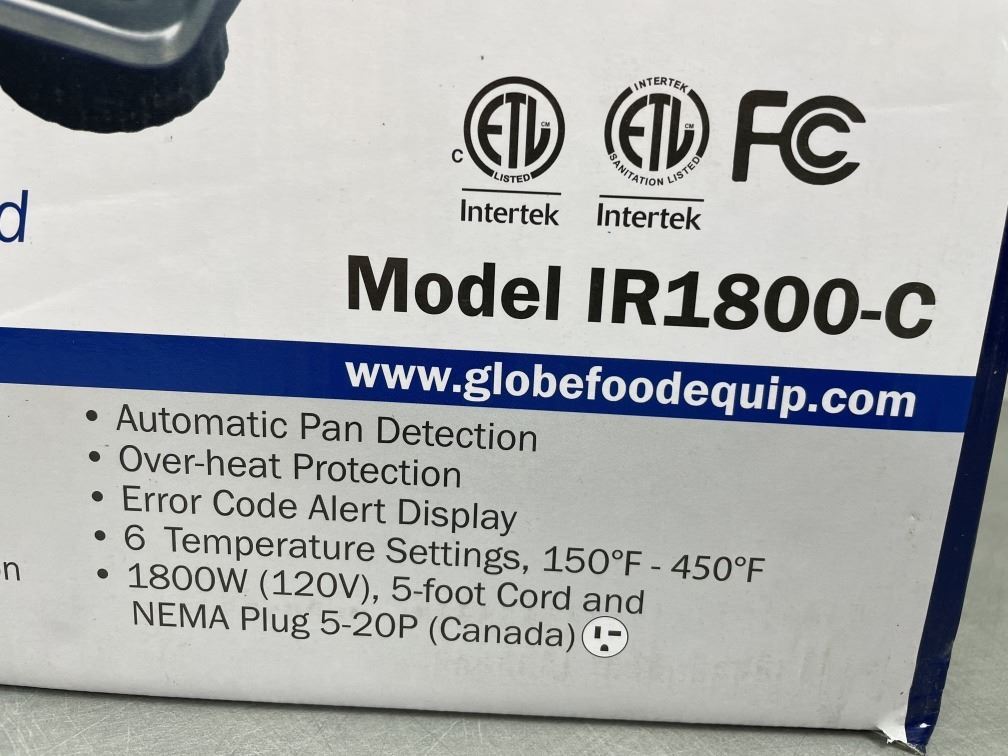 INTERTEK
C ETL CM ETL CM FC
LISTED SANITATION LISTED
Intertek Intertek
d
Model IR1800-C
www.globefoodequip.com
• Automatic Pan Detection
• Over-heat Protection
• Error Code Alert Display
• 6 Temperature Settings, 150°F - 450°F
n
• 1800W (120V), 5-foot Cord and
NEMA Plug 5-20P (Canada)